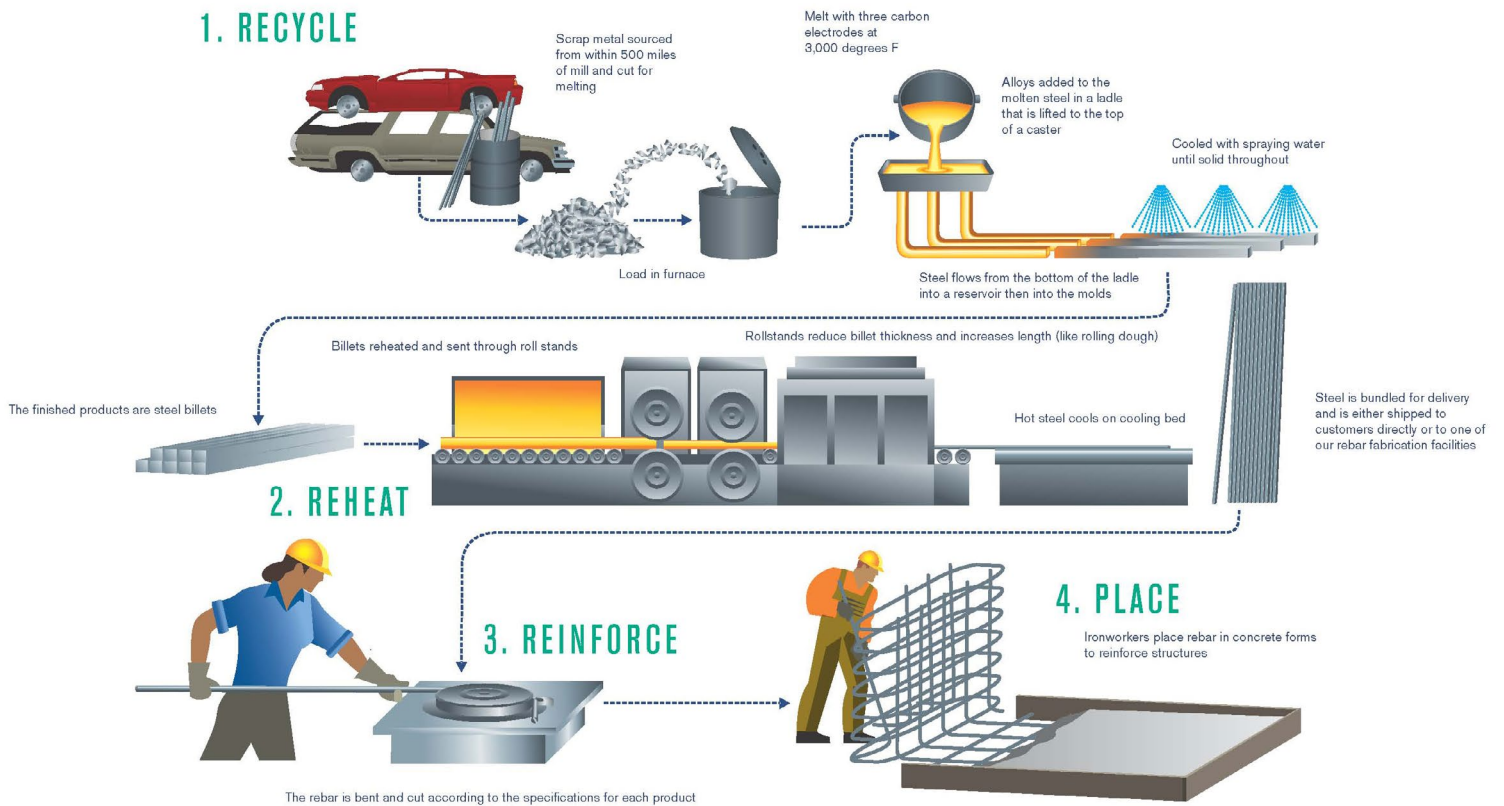 1. RECYCLE
Scrap metal sourced
from within 500 miles
of mill and cut for
melting
Load in furnace
Melt with three carbon
electrodes at
3,000 degrees F
Alloys added to the
molten steel in a ladle
that is lifted to the top
of a caster
Cooled with spraying water
until solid throughout
Steel flows from the bottom of the ladle
into a reservoir then into the molds
The finished products are steel billets
2. REHEAT
Billets reheated and sent through roll stands
Rollstands reduce billet thickness and increases length (like rolling dough)
Hot steel cools on cooling bed
Steel is bundled for delivery
and is either shipped to
customers directly or to one of
our rebar fabrication facilities
3. REINFORCE
The rebar is bent and cut according to the specifications for each product
4. PLACE
Ironworkers place rebar in concrete forms
to reinforce structures